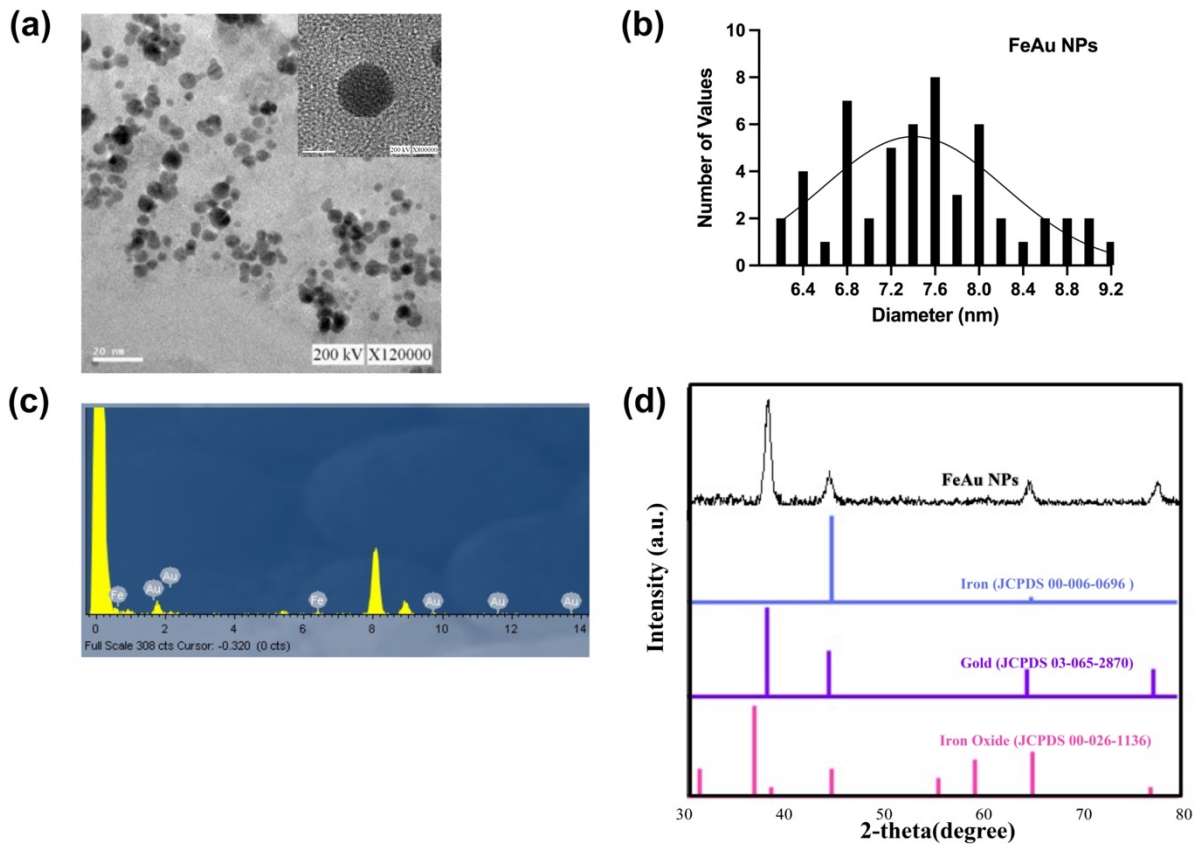 (a)
200 kV X800000
20 nm
200 kV X120000
(b)
FeAu NPs
Number of Values
10
8
6
4
2
0
6.4 6.8 7.2 7.6 8.0 8.4 8.8 9.2
Diameter (nm)
(c)
Fe Au Au Fe Au Au Au
0 2 4 6 8 10 12 14
Full Scale 308 cts Cursor: -0.320 (0 cts)
(d)
FeAu NPs
Intensity (a.u.)
Iron (JCPDS 00-006-0696 )
Gold (JCPDS 03-065-2870)
Iron Oxide (JCPDS 00-026-1136)
30 40 50 60 70 80
2-theta(degree)